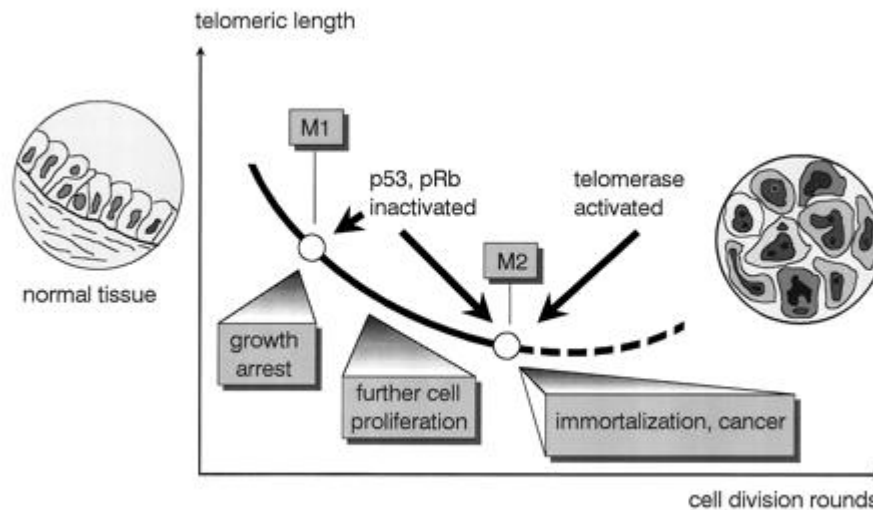 telomeric length
M1
p53, pRb
inactivated
telomerase
activated
M2
normal tissue
growth
arrest
further cell
proliferation
immortalization, cancer
cell division rounds